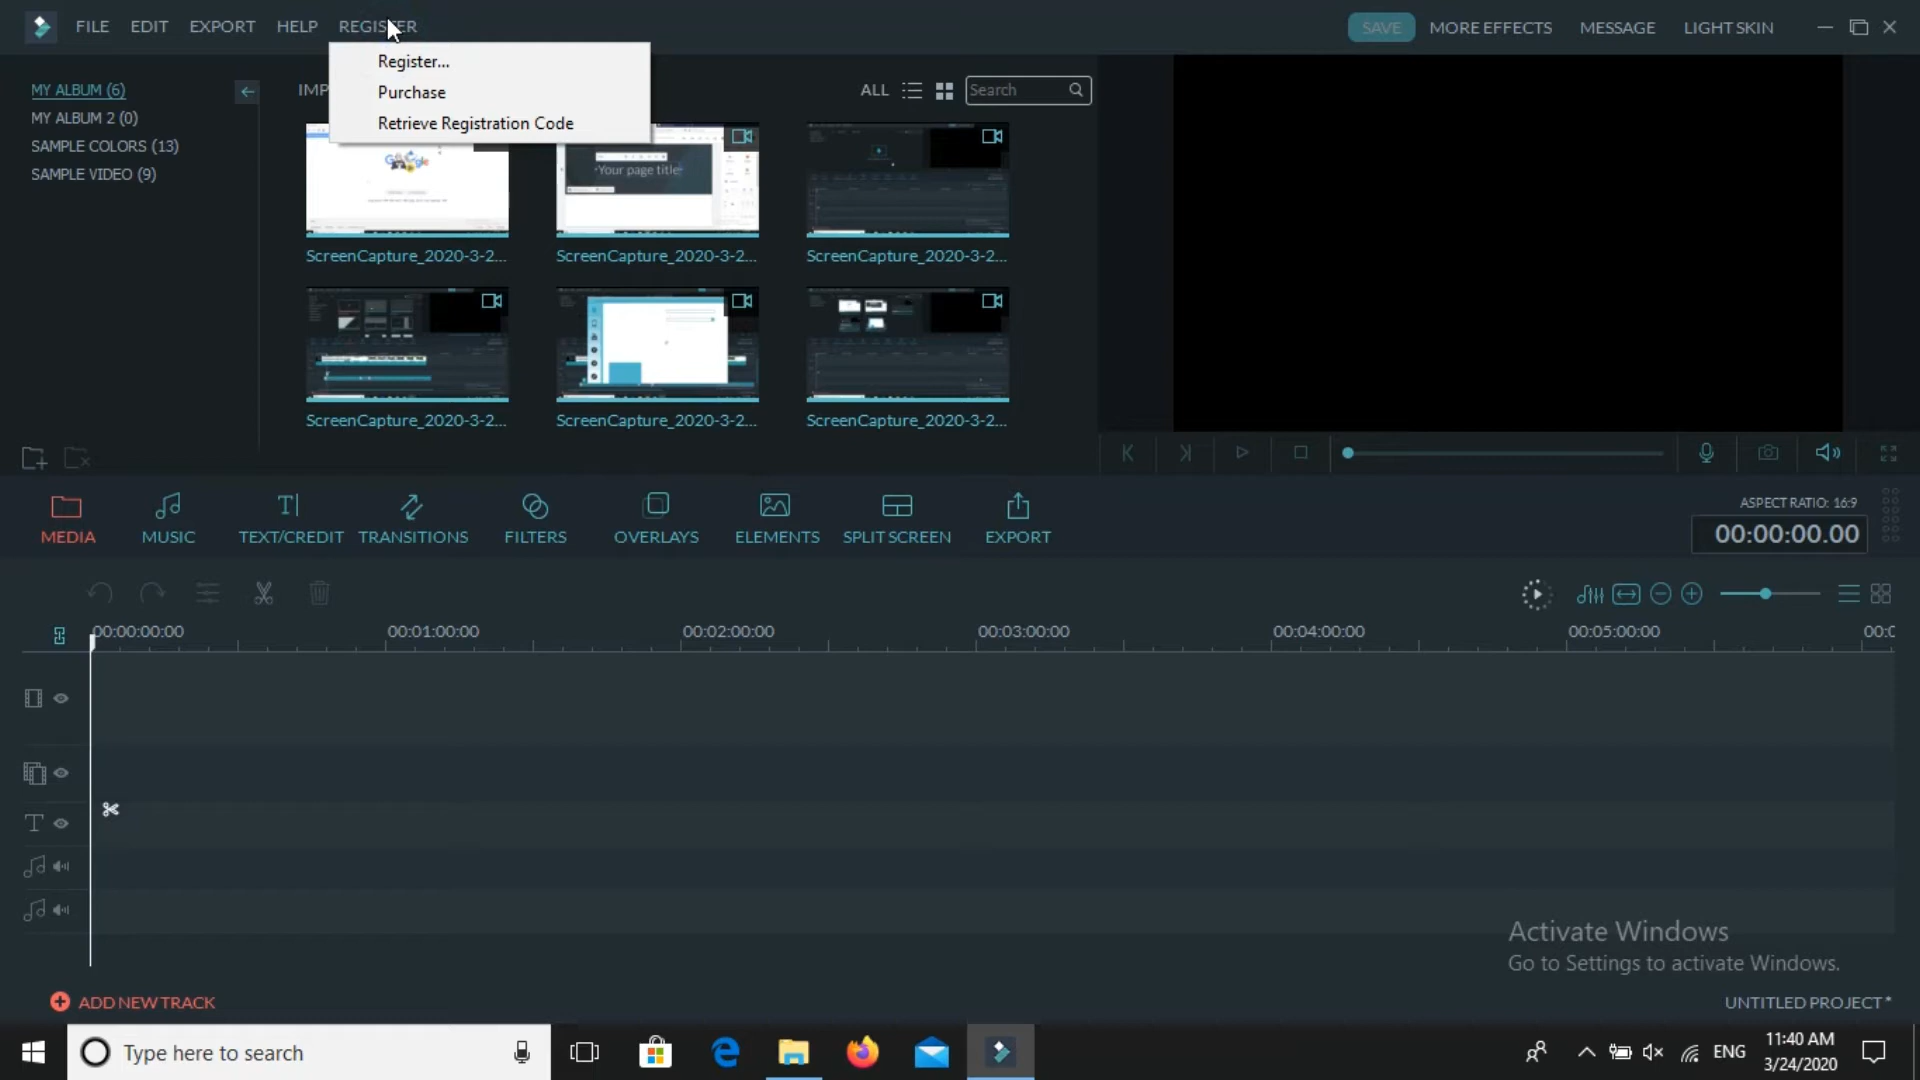 FILE EDIT EXPORT HELP REGISTER SAVE MORE EFFECTS MESSAGE LIGHT SKIN
Register...
Purchase
Retrieve Registration Code
MY ALBUM (6)
MY ALBUM 2 (0)
SAMPLE COLORS (13)
SAMPLE VIDEO (9)
IMP
ALL
Search
Your page title
ScreenCapture_2020-3-2... ScreenCapture_2020-3-2... ScreenCapture_2020-3-2...
ScreenCapture_2020-3-2... ScreenCapture_2020-3-2... ScreenCapture_2020-3-2...
MEDIA MUSIC TEXT/CREDIT TRANSITIONS FILTERS OVERLAYS ELEMENTS SPLIT SCREEN EXPORT
ASPECT RATIO: 16:9
00:00:00.00
00:00:00:00 00:01:00:00 00:02:00:00 00:03:00:00 00:04:00:00 00:05:00:00 00:0
Activate Windows
Go to Settings to activate Windows.
ADD NEW TRACK
UNTITLED PROJECT *
Type here to search
ENG
11:40 AM
3/24/2020